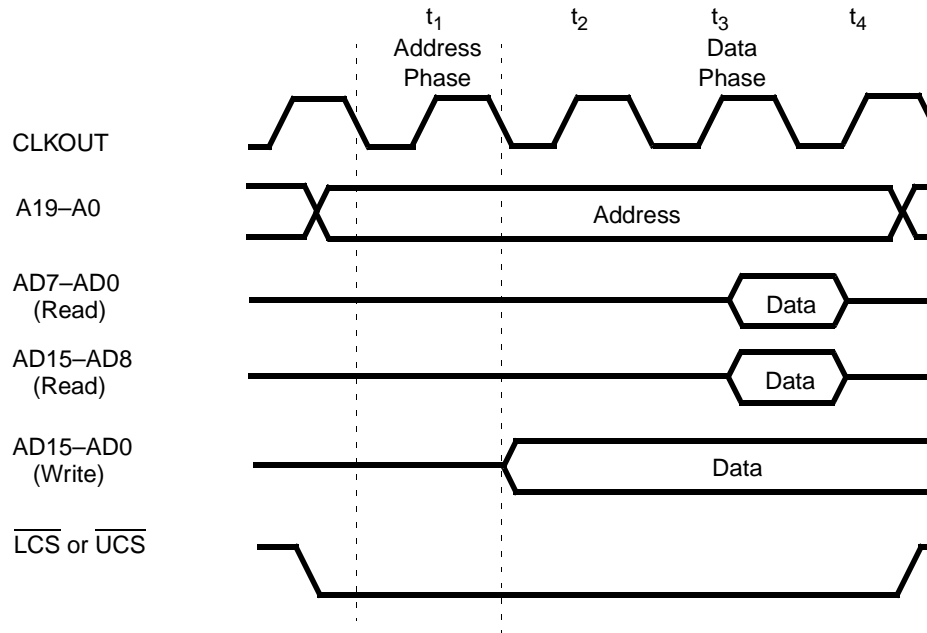 t1 t2 t3 t4
Address Data
Phase Phase
CLKOUT
A19–A0
Address
AD7–AD0
(Read)
Data
AD15–AD8
(Read)
Data
AD15–AD0
(Write)
Data
LCS or UCS